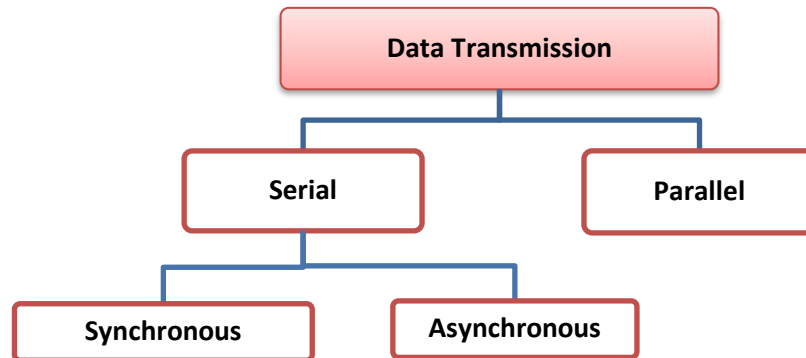 Data Transmission
Serial
Parallel
Synchronous
Asynchronous